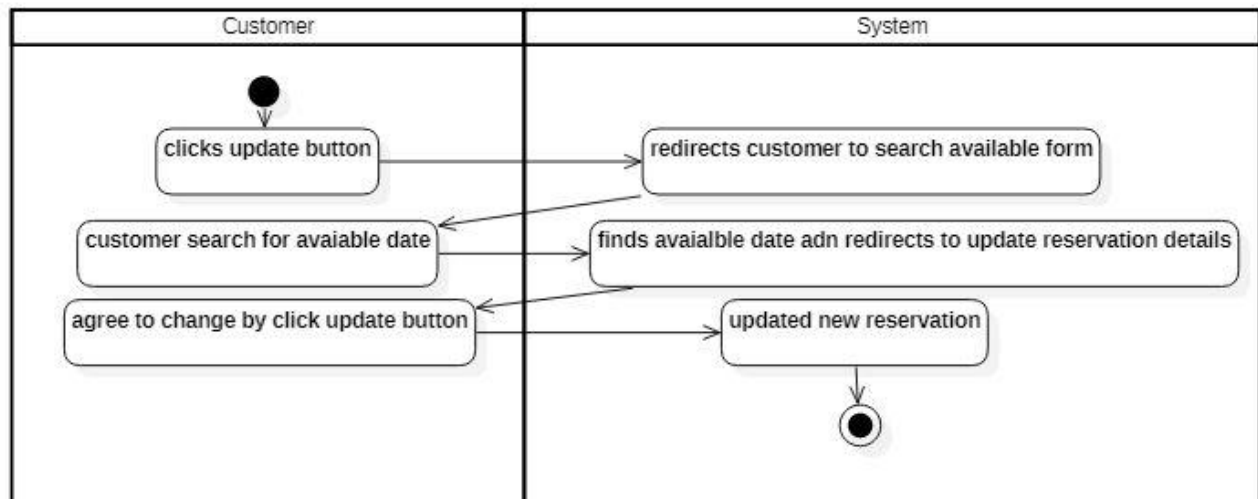 Customer
System
clicks update button
redirects customer to search available form
customer search for avaiable date
finds avaialble date adn redirects to update reservation details
agree to change by click update button
updated new reservation